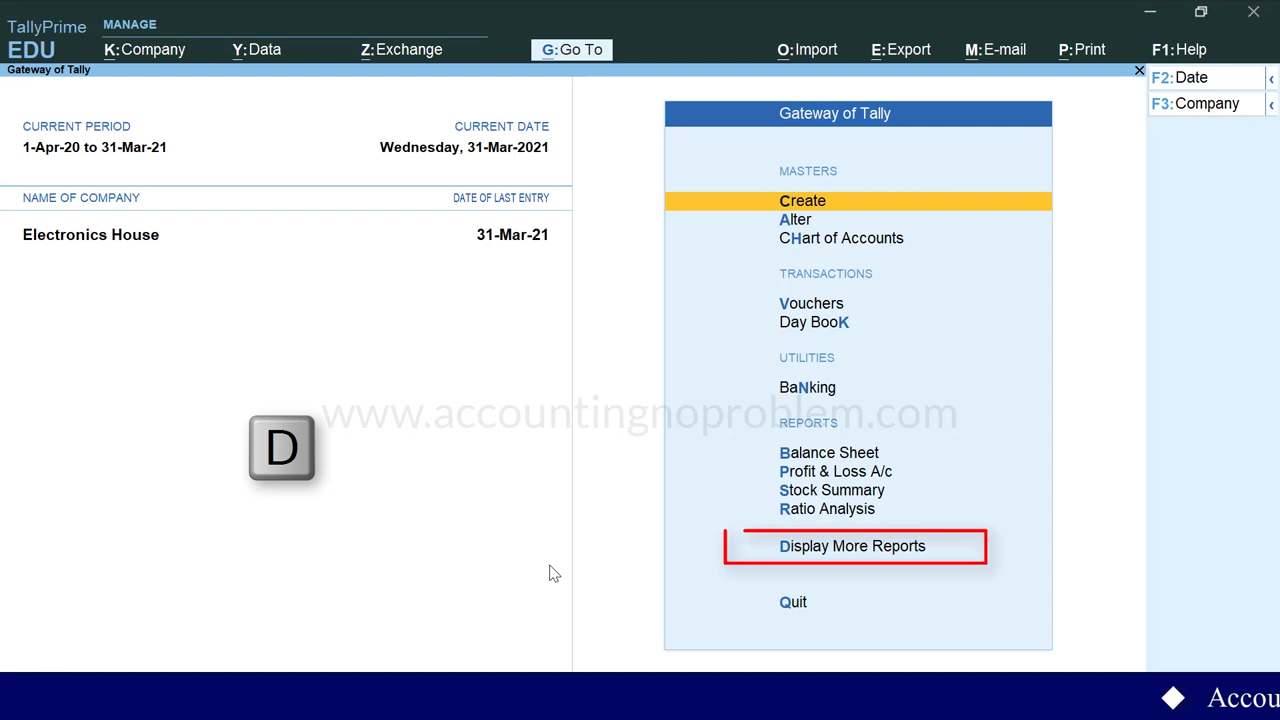 TallyPrime
EDU
MANAGE
K:Company
Y:Data
Z:Exchange
G:Go To
O:Import
E:Export
M:E-mail
P:Print
F1:Help
Gateway of Tally
F2:Date
F3:Company
CURRENT PERIOD
CURRENT DATE
1-Apr-20 to 31-Mar-21
Wednesday, 31-Mar-2021
NAME OF COMPANY
DATE OF LAST ENTRY
Electronics House
31-Mar-21
D
Gateway of Tally
MASTERS
Create
Alter
CHart of Accounts
TRANSACTIONS
Vouchers
Day BooK
UTILITIES
BaNking
www.accountingnoproblem.com
REPORTS
Balance Sheet
Profit & Loss A/c
Stock Summary
Ratio Analysis
Display More Reports
Quit